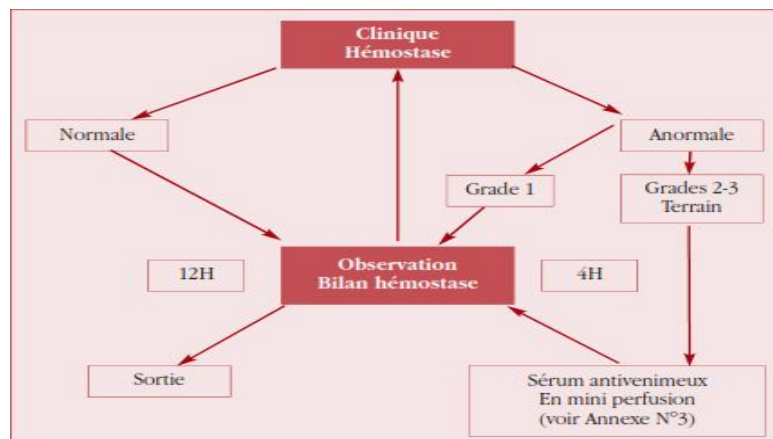 Clinique
Hémostase
Normale
Anormale
Grade 1
Grades 2-3
Terrain
12H
Observation
Bilan hémostase
4H
Sortie
Sérum antivenimeux
En mini perfusion
(voir Annexe N°3)